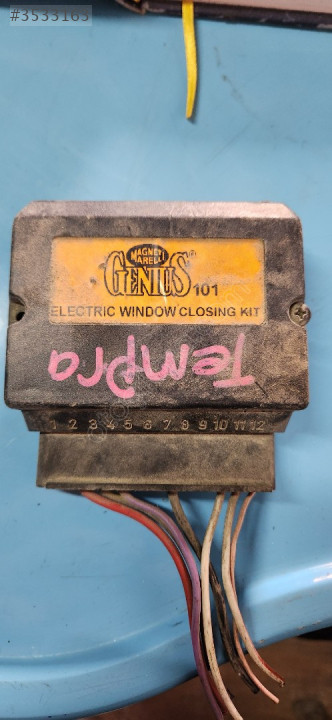 #3533163
MAGNETI
MARELLI
GENIUS 101
ELECTRIC WINDOW CLOSING KIT
Tempra
1 2 3 4 5 6 7 8 9 10 11 12